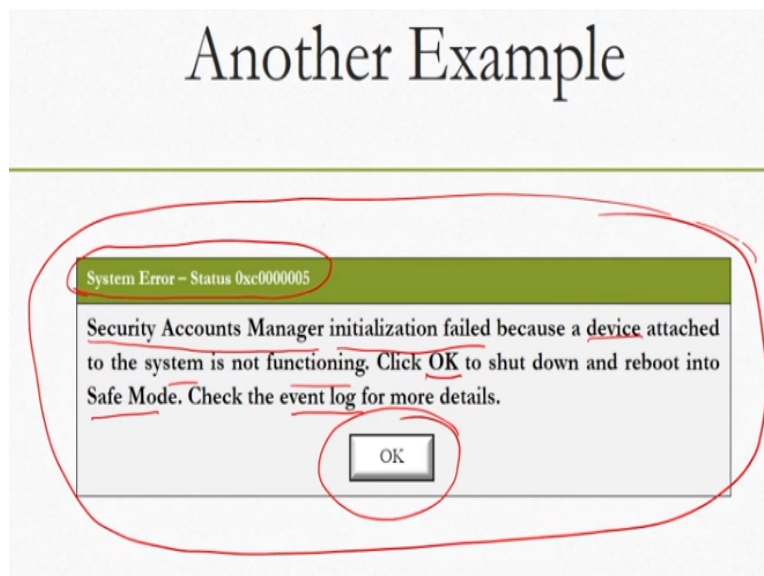 Another Example
System Error – Status 0xc0000005
Security Accounts Manager initialization failed because a device attached
to the system is not functioning. Click OK to shut down and reboot into
Safe Mode. Check the event log for more details.
OK